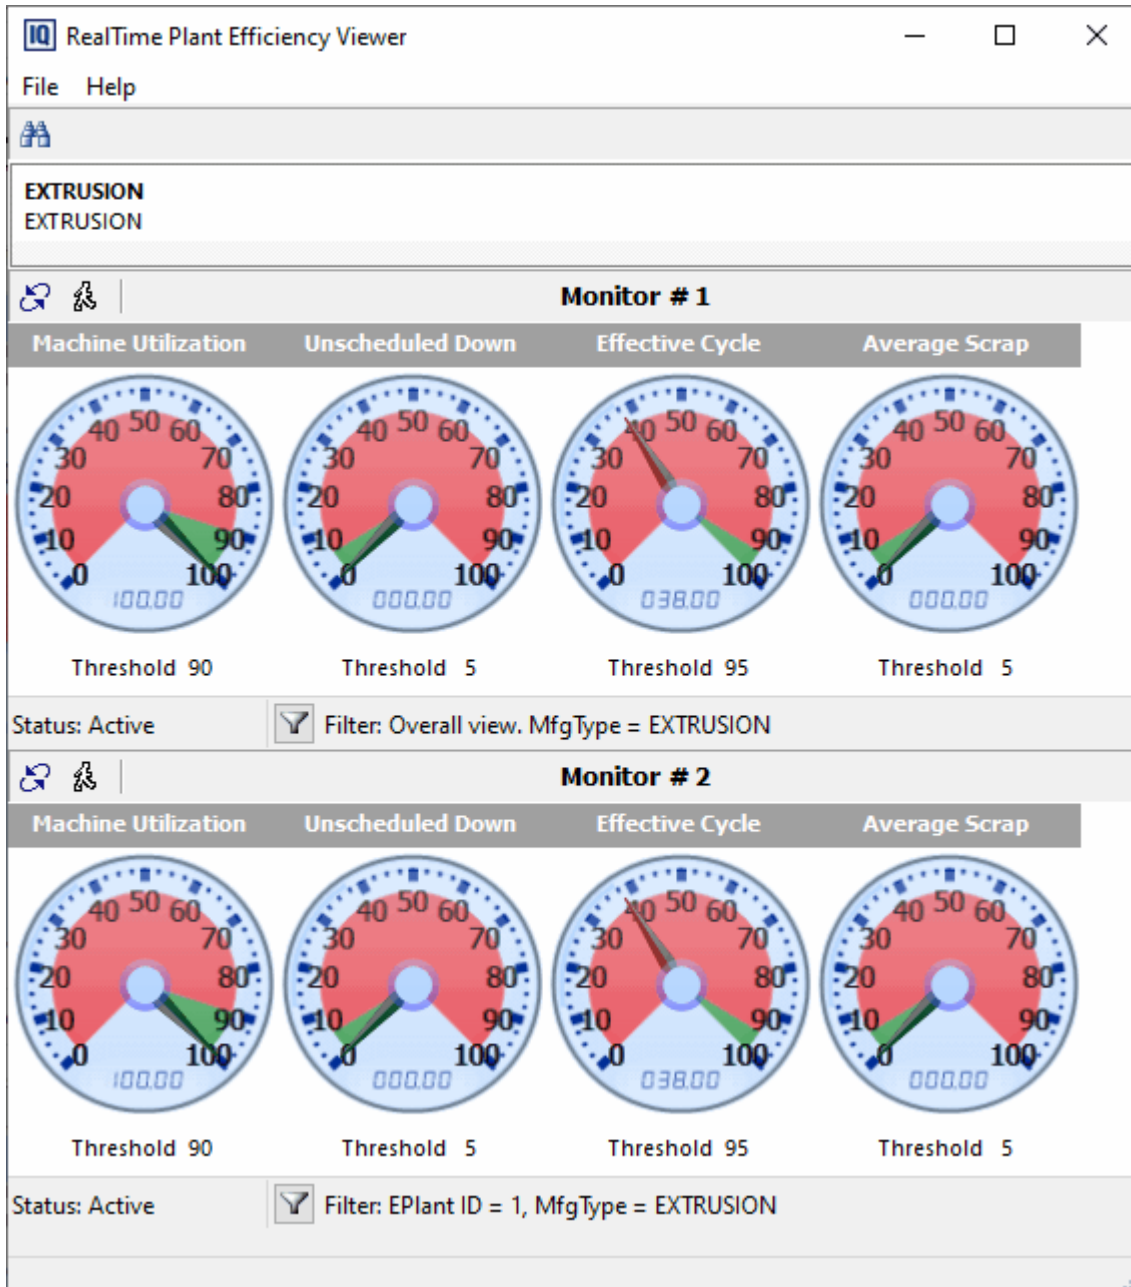 IQ RealTime Plant Efficiency Viewer
File Help
EXTRUSION
EXTRUSION
Monitor # 1
Machine Utilization Unscheduled Down Effective Cycle Average Scrap
0 10 20 30 40 50 60 70 80 90 100
100.00
0 10 20 30 40 50 60 70 80 90 100
000.00
0 10 20 30 40 50 60 70 80 90 100
038.00
0 10 20 30 40 50 60 70 80 90 100
000.00
Threshold 90 Threshold 5 Threshold 95 Threshold 5
Status: Active Filter: Overall view. MfgType = EXTRUSION
Monitor # 2
Machine Utilization Unscheduled Down Effective Cycle Average Scrap
0 10 20 30 40 50 60 70 80 90 100
100.00
0 10 20 30 40 50 60 70 80 90 100
000.00
0 10 20 30 40 50 60 70 80 90 100
038.00
0 10 20 30 40 50 60 70 80 90 100
000.00
Threshold 90 Threshold 5 Threshold 95 Threshold 5
Status: Active Filter: EPlant ID = 1, MfgType = EXTRUSION